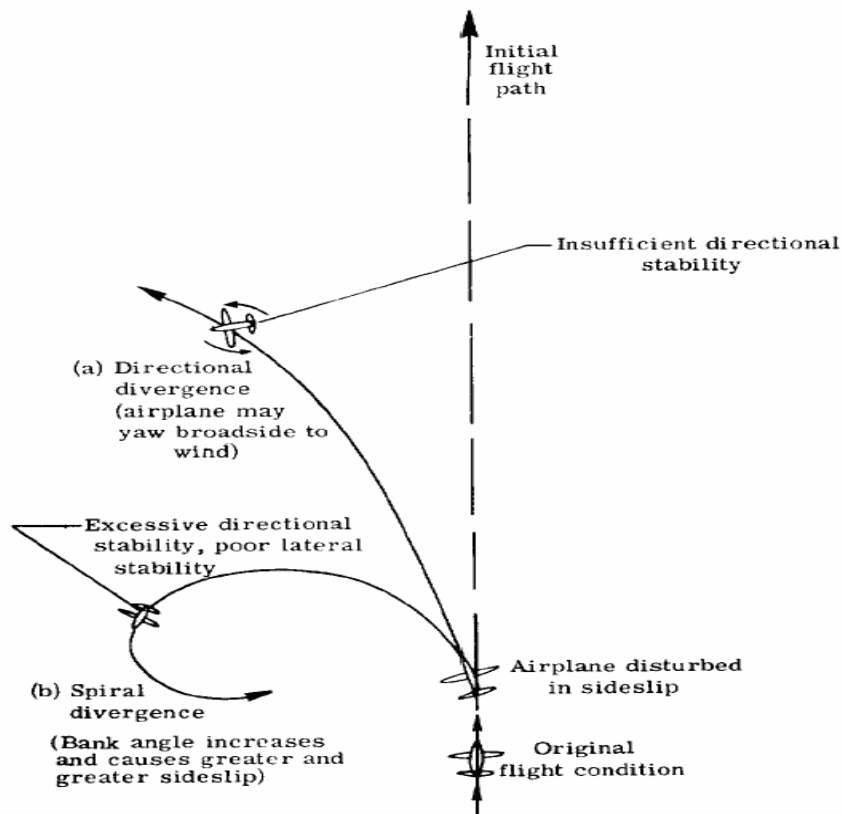 Initial
flight
path
Insufficient directional
stability
(a) Directional
divergence
(airplane may
yaw broadside to
wind)
Excessive directional
stability, poor lateral
stability
Airplane disturbed
in sideslip
(b) Spiral
divergence
(Bank angle increases
and causes greater and
greater sideslip)
Original
flight condition